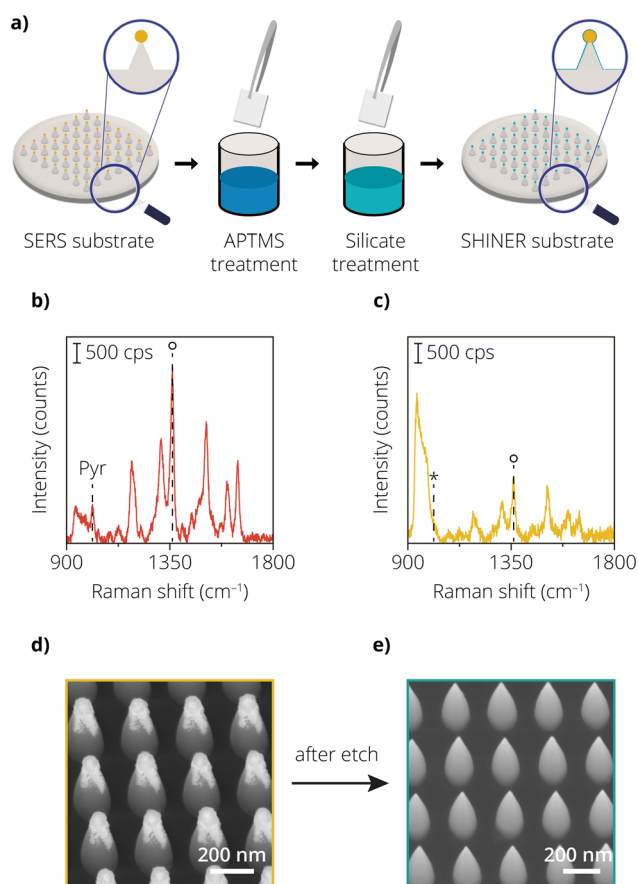 a)
SERS substrate
APTMS
treatment
Silicate
treatment
SHINER substrate
b)
500 cps
Pyr
Intensity (counts)
900
1350
1800
Raman shift (cm⁻¹)
c)
500 cps
*
Intensity (counts)
900
1350
1800
Raman shift (cm⁻¹)
d)
200 nm
after etch
e)
200 nm